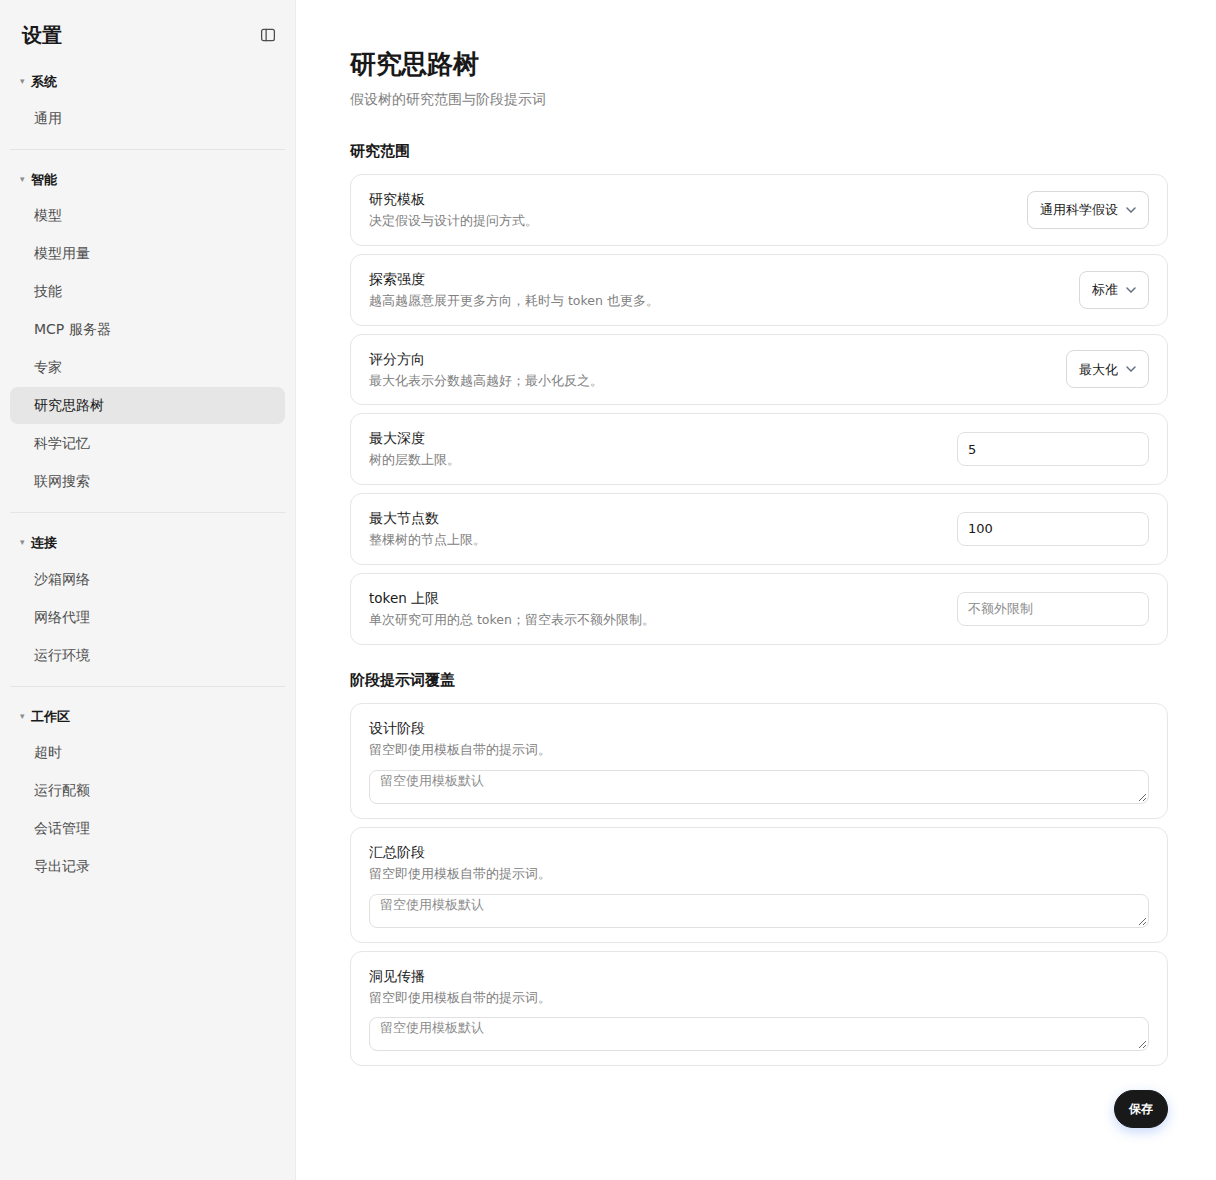 设置
系统
通用
智能
模型
模型用量
技能
MCP 服务器
专家
研究思路树
科学记忆
联网搜索
连接
沙箱网络
网络代理
运行环境
工作区
超时
运行配额
会话管理
导出记录
研究思路树
假设树的研究范围与阶段提示词
研究范围
研究模板
决定假设与设计的提问方式。
通用科学假设
探索强度
越高越愿意展开更多方向，耗时与 token 也更多。
标准
评分方向
最大化表示分数越高越好；最小化反之。
最大化
最大深度
树的层数上限。
5
最大节点数
整棵树的节点上限。
100
token 上限
单次研究可用的总 token；留空表示不额外限制。
不额外限制
阶段提示词覆盖
设计阶段
留空即使用模板自带的提示词。
留空使用模板默认
汇总阶段
留空即使用模板自带的提示词。
留空使用模板默认
洞见传播
留空即使用模板自带的提示词。
留空使用模板默认
保存